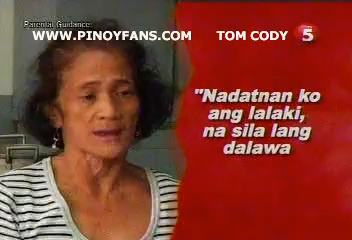 Parental Guidance
WWW.PINOYFANS.COM TOM CODY 5
"Nadatnan ko
ang lalaki,
na sila lang
dalawa